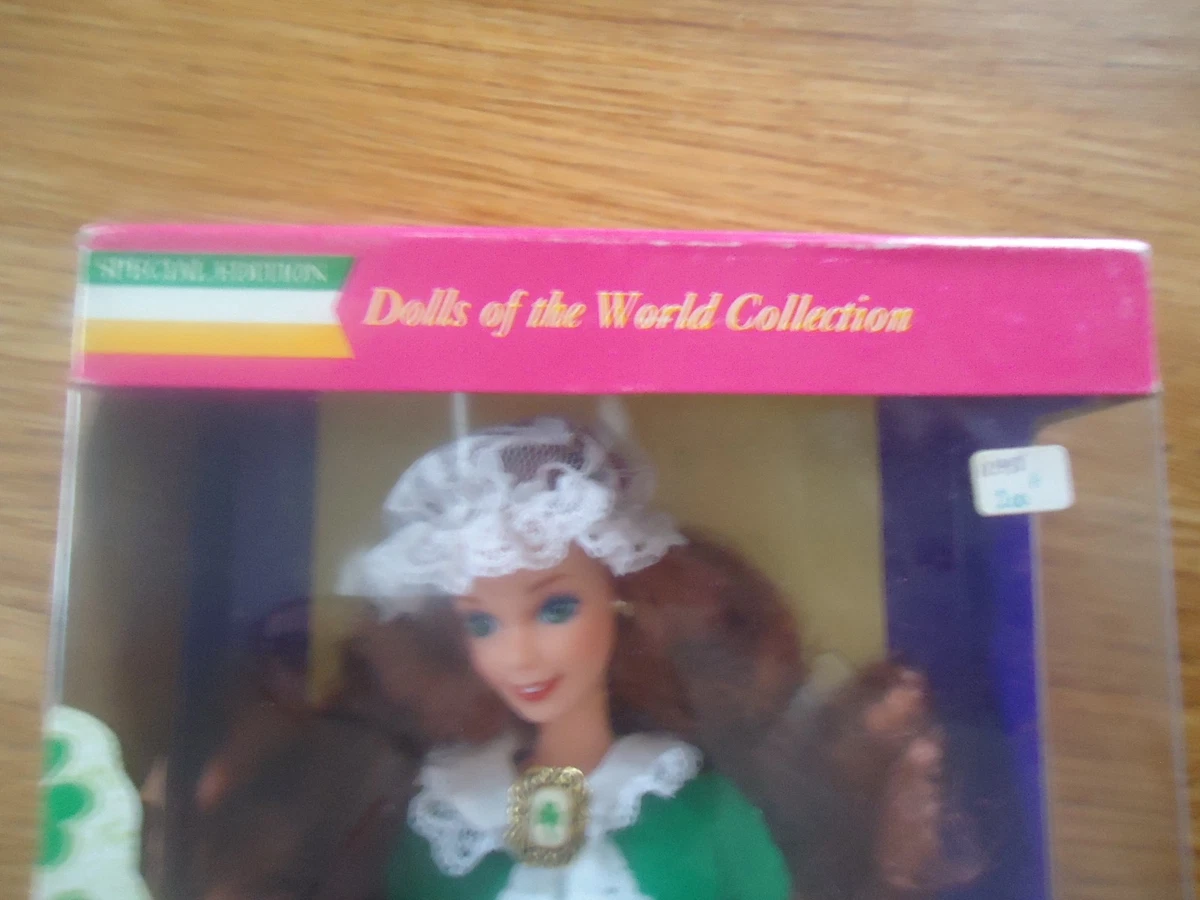 SPECIAL EDITION
Dolls of the World Collection